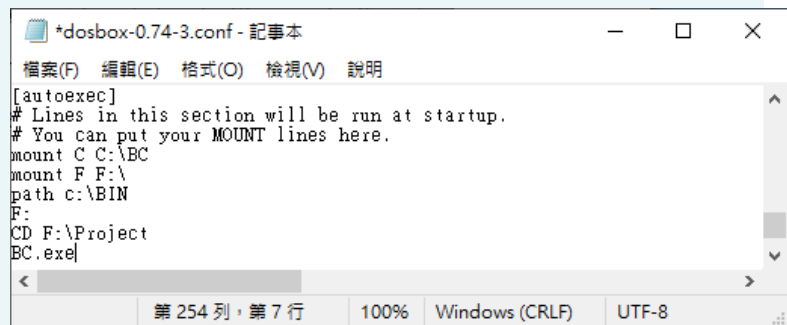 *dosbox-0.74-3.conf - 記事本
檔案(F) 編輯(E) 格式(O) 檢視(V) 說明
[autoexec]
# Lines in this section will be run at startup.
# You can put your MOUNT lines here.
mount C C:\BC
mount F F:\
path c:\BIN
F:
CD F:\Project
BC.exe
第 254 列，第 7 行 100% Windows (CRLF) UTF-8